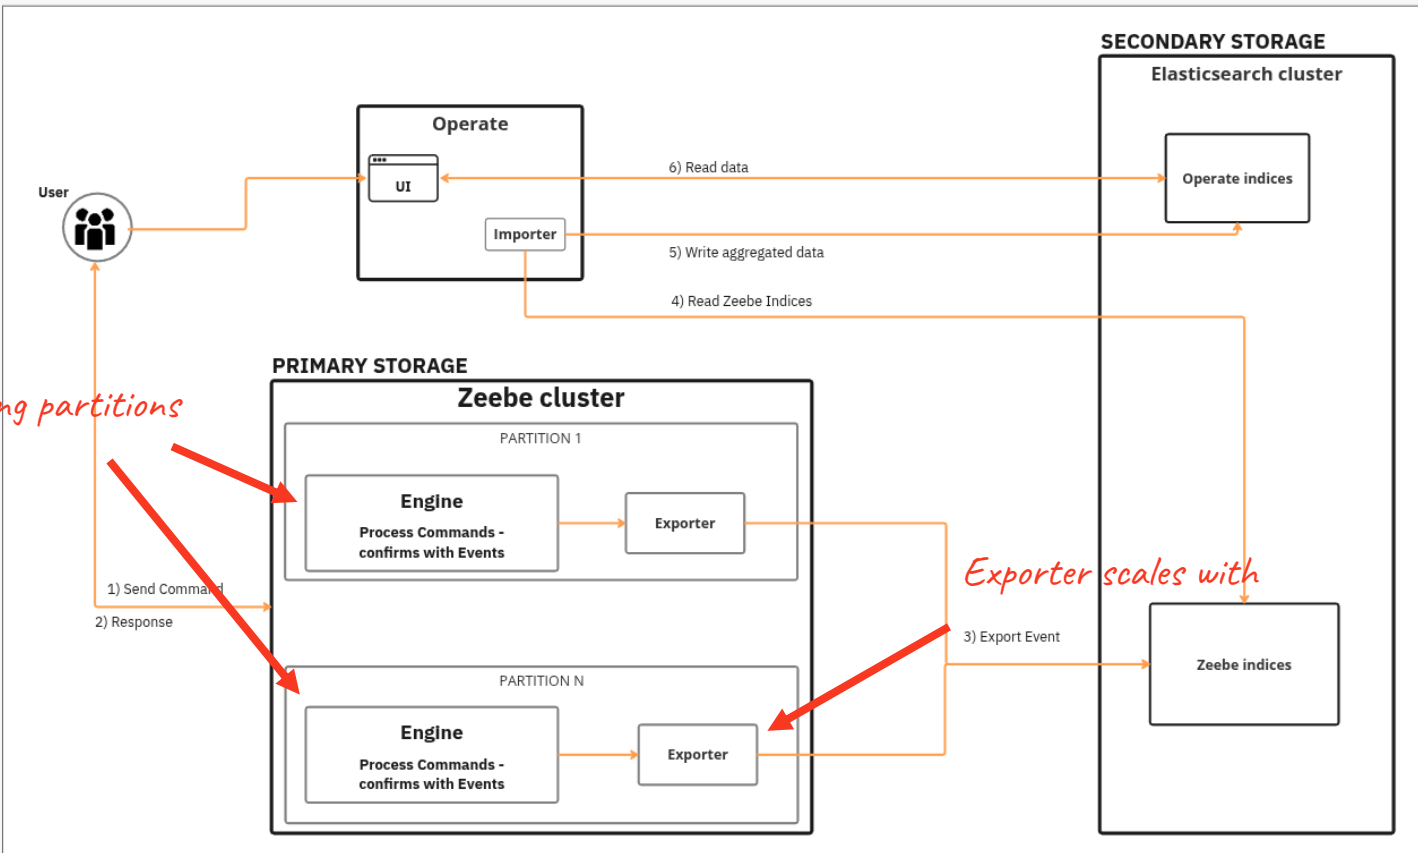 SECONDARY STORAGE
Elasticsearch cluster
Operate
6) Read data
UI
Operate indices
User
Importer
5) Write aggregated data
4) Read Zeebe Indices
PRIMARY STORAGE
Zeebe cluster
partitions
PARTITION 1
Engine
Process Commands -
confirms with Events
Exporter
Exporter scales with
1) Send Command
2) Response
3) Export Event
Zeebe indices
PARTITION N
Engine
Process Commands -
confirms with Events
Exporter